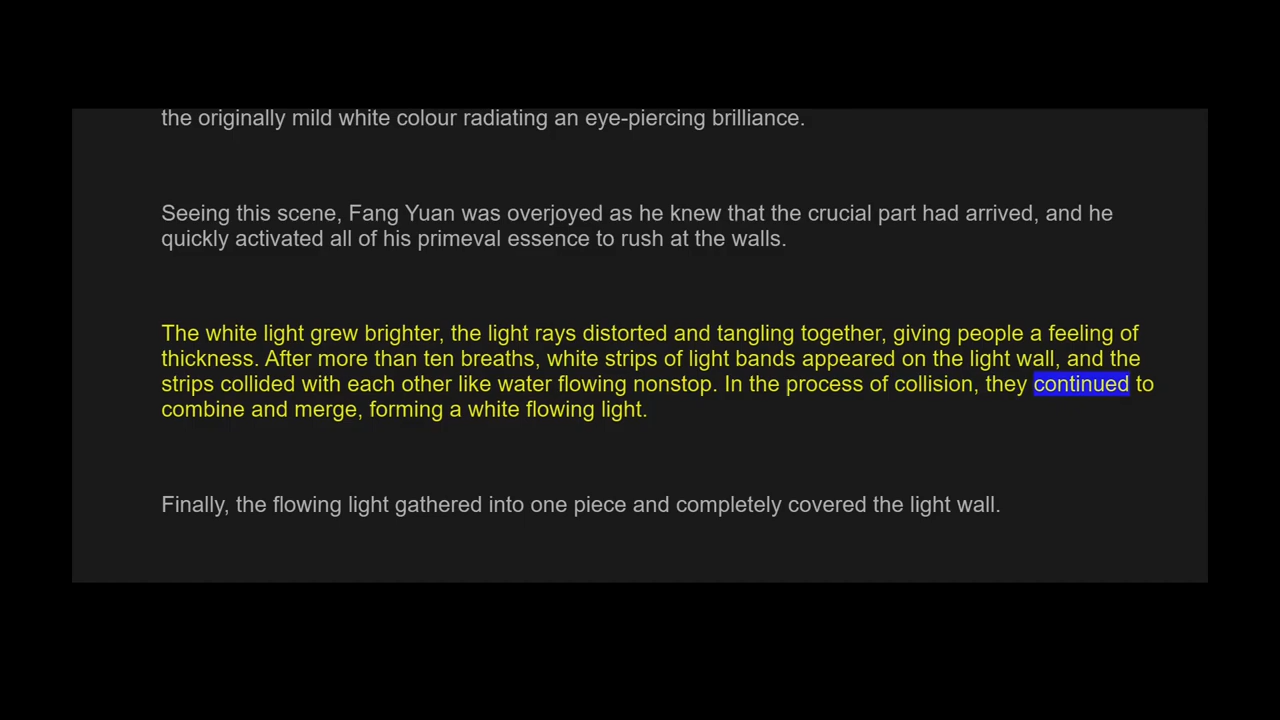 the originally mild white colour radiating an eye-piercing brilliance.
Seeing this scene, Fang Yuan was overjoyed as he knew that the crucial part had arrived, and he
quickly activated all of his primeval essence to rush at the walls.
The white light grew brighter, the light rays distorted and tangling together, giving people a feeling of
thickness. After more than ten breaths, white strips of light bands appeared on the light wall, and the
strips collided with each other like water flowing nonstop. In the process of collision, they continued to
combine and merge, forming a white flowing light.
Finally, the flowing light gathered into one piece and completely covered the light wall.